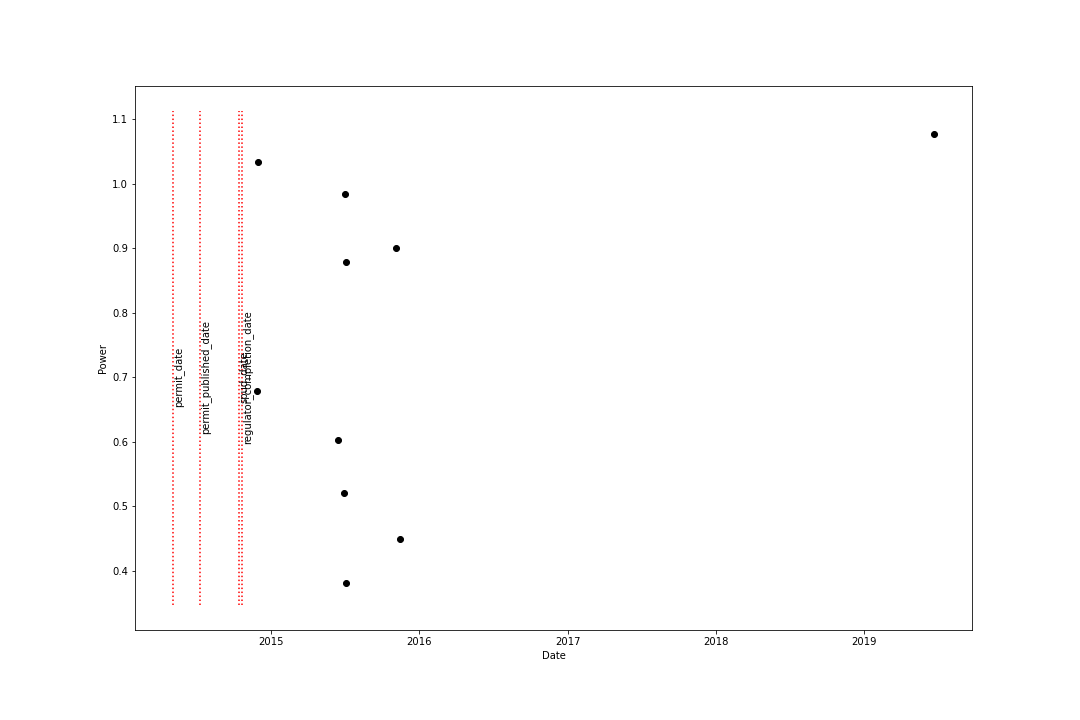 1.1
1.0
0.9
0.8
0.7
0.6
0.5
0.4
Power
permit_date
permit_published_date
regulator_completion_date
2015
2016
2017
2018
2019
Date